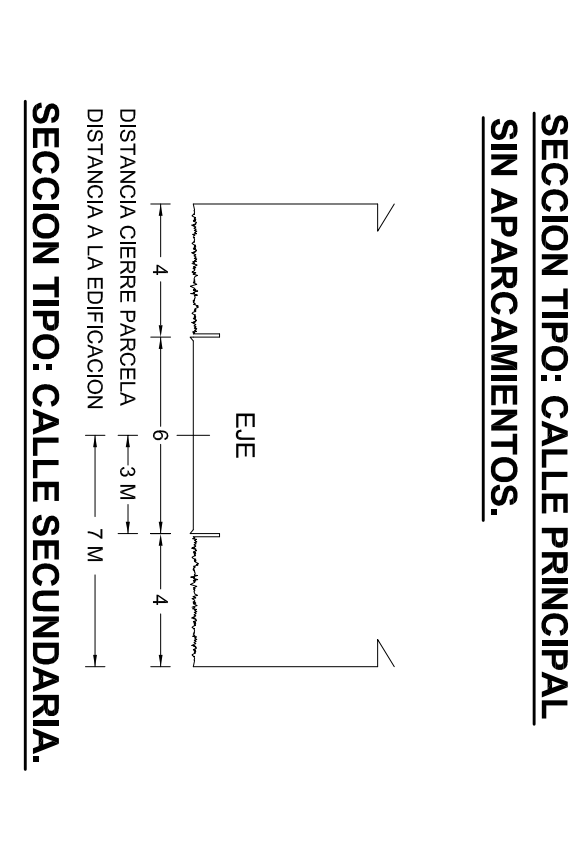 SECCION TIPO: CALLE PRINCIPAL
SIN APARCAMIENTOS.
EJE
4
6
4
DISTANCIA CIERRE PARCELA
3 M
DISTANCIA A LA EDIFICACION
7 M
SECCION TIPO: CALLE SECUNDARIA.